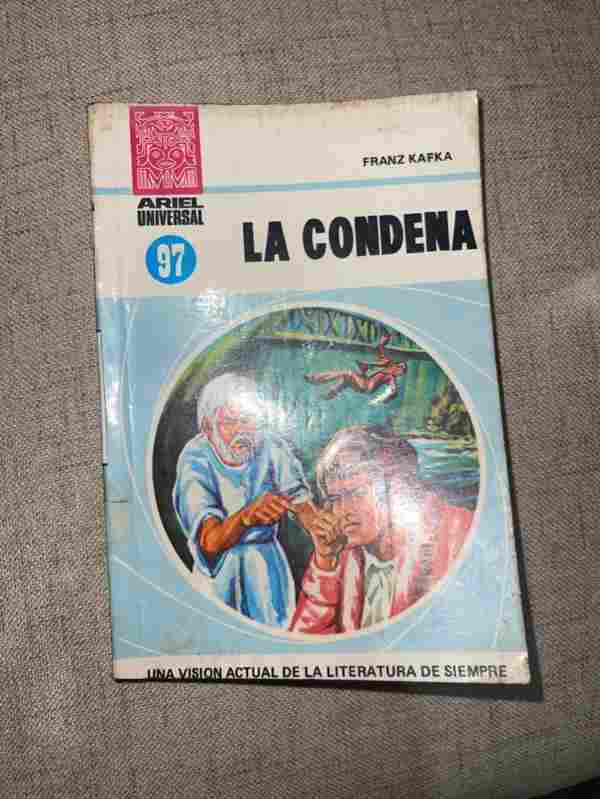 FRANZ KAFKA
ARIEL
UNIVERSAL
97
LA CONDENA
UNA VISION ACTUAL DE LA LITERATURA DE SIEMPRE